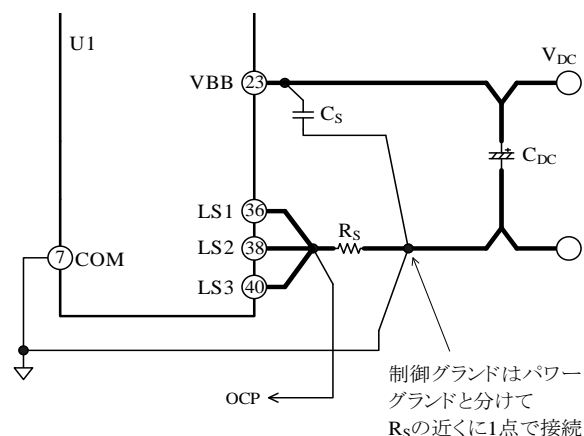 U1
V_DC
VBB 23
C_S
C_DC
LS1 36
R_S
LS2 38
7 COM
LS3 40
OCP
制御グランドはパワー
グランドと分けて
R_Sの近くに1点で接続